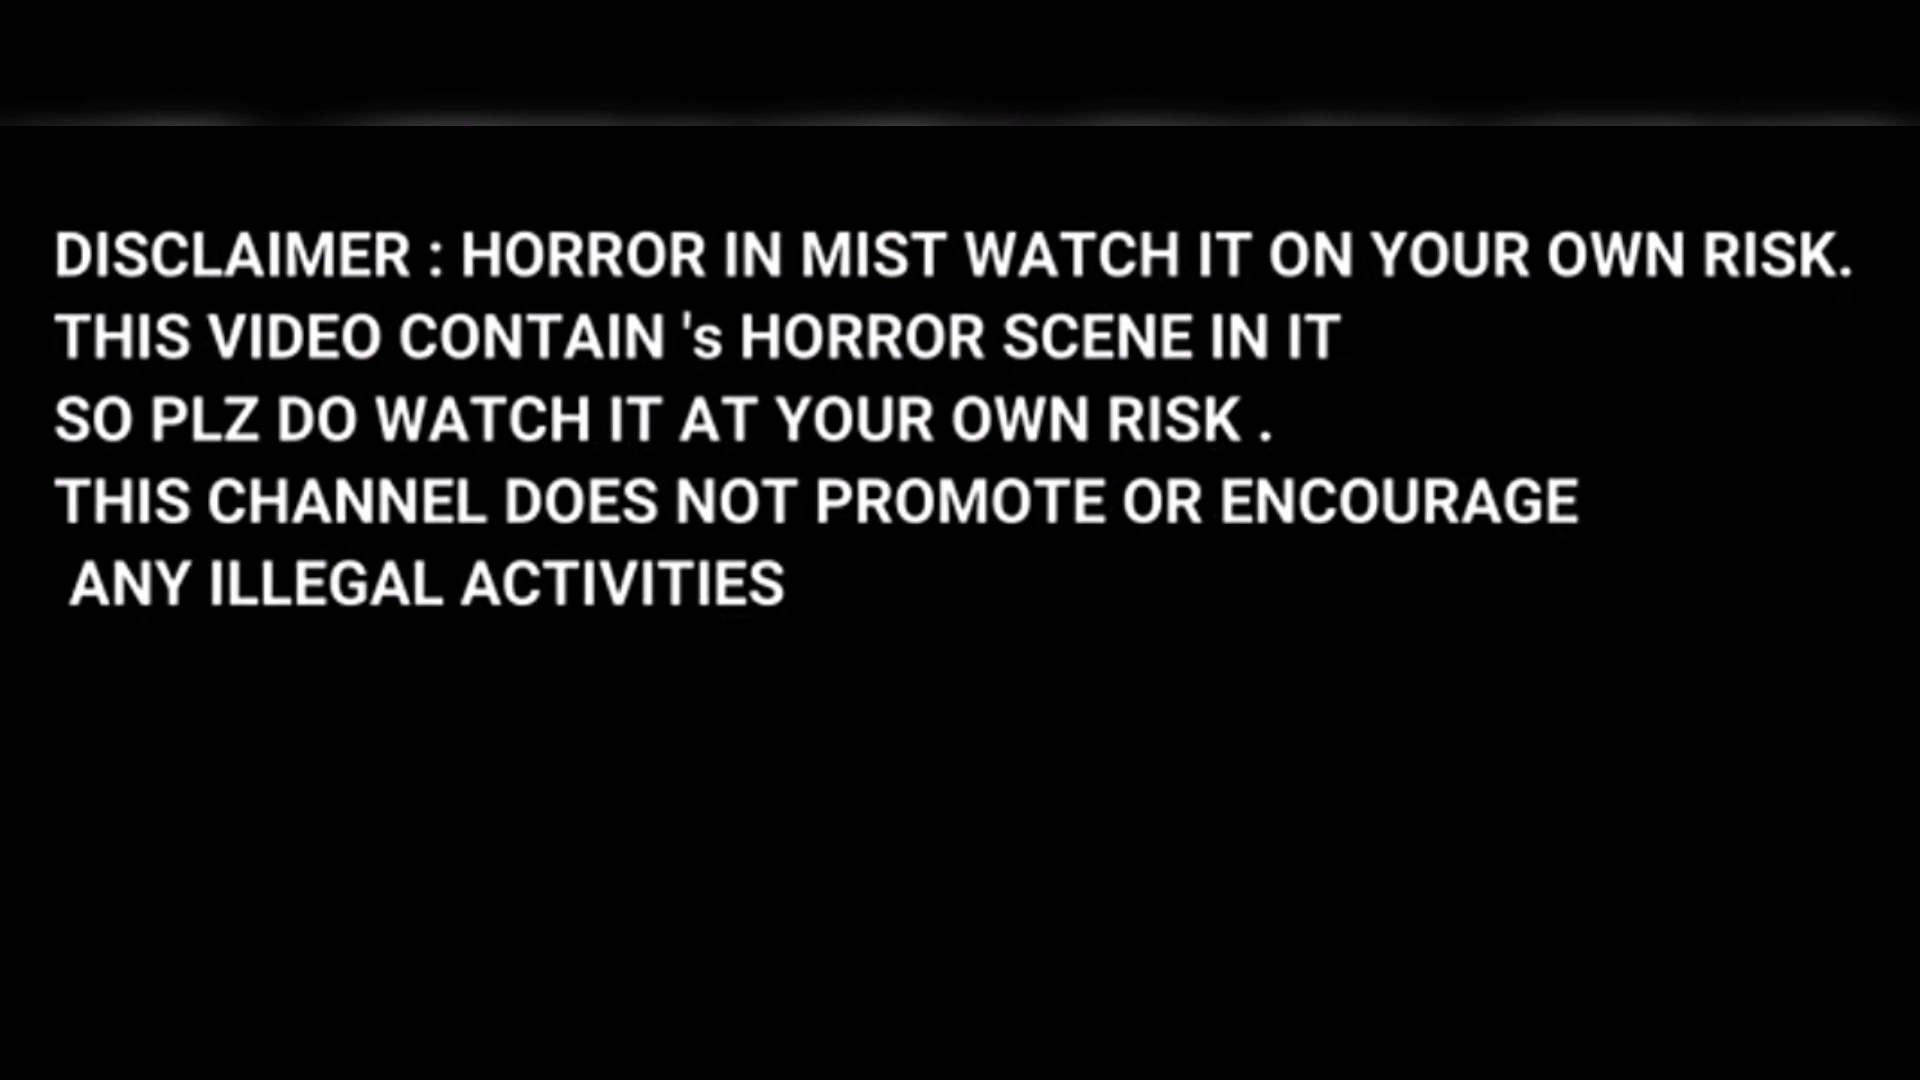 DISCLAIMER : HORROR IN MIST WATCH IT ON YOUR OWN RISK.
THIS VIDEO CONTAIN 's HORROR SCENE IN IT
SO PLZ DO WATCH IT AT YOUR OWN RISK .
THIS CHANNEL DOES NOT PROMOTE OR ENCOURAGE
ANY ILLEGAL ACTIVITIES